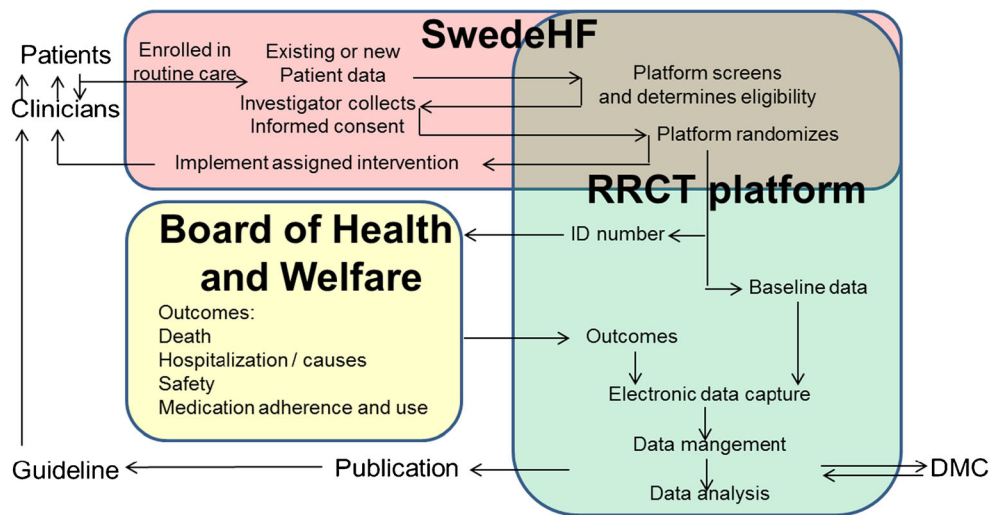 SwedeHF
Patients
Clinicians
Enrolled in
routine care
Existing or new
Patient data
Investigator collects
Informed consent
Platform screens
and determines eligibility
Platform randomizes
Implement assigned intervention
RRCT platform
Board of Health
and Welfare
ID number
Baseline data
Outcomes:
Death
Hospitalization / causes
Safety
Medication adherence and use
Outcomes
Electronic data capture
Data mangement
Data analysis
Guideline
Publication
DMC